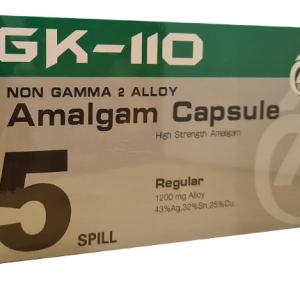 GK-110
NON GAMMA 2 ALLOY
Amalgam Capsule
High Strength Amalgam
5
SPILL
Regular
1200 mg Alloy
43%Ag,32%Sn,25%Cu